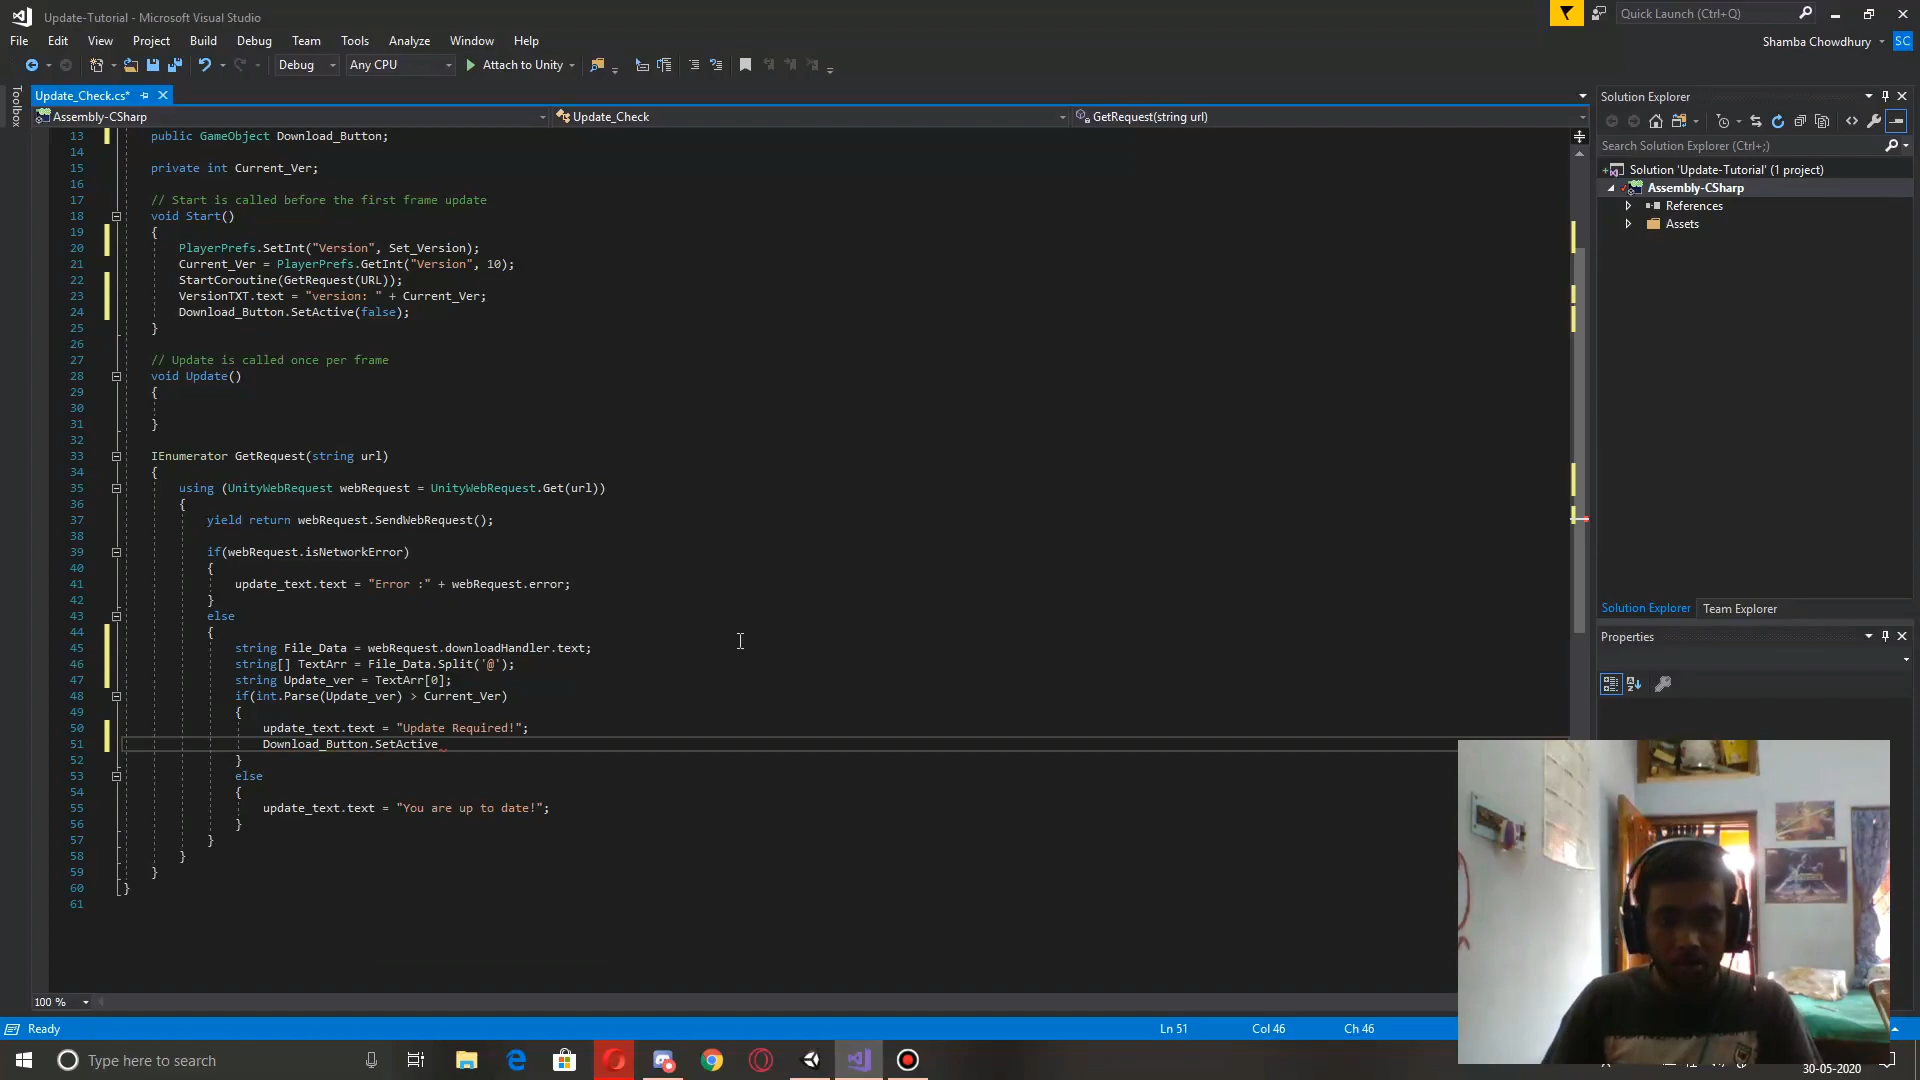 Update-Tutorial - Microsoft Visual Studio
Quick Launch (Ctrl+Q)
File Edit View Project Build Debug Team Tools Analyze Window Help
Shamba Chowdhury SC
Debug Any CPU Attach to Unity
Toolbox
Update_Check.cs*
Assembly-CSharp Update_Check GetRequest(string url)
13 public GameObject Download_Button;
14
15 private int Current_Ver;
16
17 // Start is called before the first frame update
18 void Start()
19 {
20 PlayerPrefs.SetInt("Version", Set_Version);
21 Current_Ver = PlayerPrefs.GetInt("Version", 10);
22 StartCoroutine(GetRequest(URL));
23 VersionTXT.text = "version: " + Current_Ver;
24 Download_Button.SetActive(false);
25 }
26
27 // Update is called once per frame
28 void Update()
29 {
30
31 }
32
33 IEnumerator GetRequest(string url)
34 {
35 using (UnityWebRequest webRequest = UnityWebRequest.Get(url))
36 {
37 yield return webRequest.SendWebRequest();
38
39 if(webRequest.isNetworkError)
40 {
41 update_text.text = "Error :" + webRequest.error;
42 }
43 else
44 {
45 string File_Data = webRequest.downloadHandler.text;
46 string[] TextArr = File_Data.Split('@');
47 string Update_ver = TextArr[0];
48 if(int.Parse(Update_ver) > Current_Ver)
49 {
50 update_text.text = "Update Required!";
51 Download_Button.SetActive
52 }
53 else
54 {
55 update_text.text = "You are up to date!";
56 }
57 }
58 }
59 }
60 }
61
100 %
Solution Explorer
Search Solution Explorer (Ctrl+;)
Solution 'Update-Tutorial' (1 project)
Assembly-CSharp
References
Assets
Solution Explorer Team Explorer
Properties
Ready Ln 51 Col 46 Ch 46
Type here to search
30-05-2020